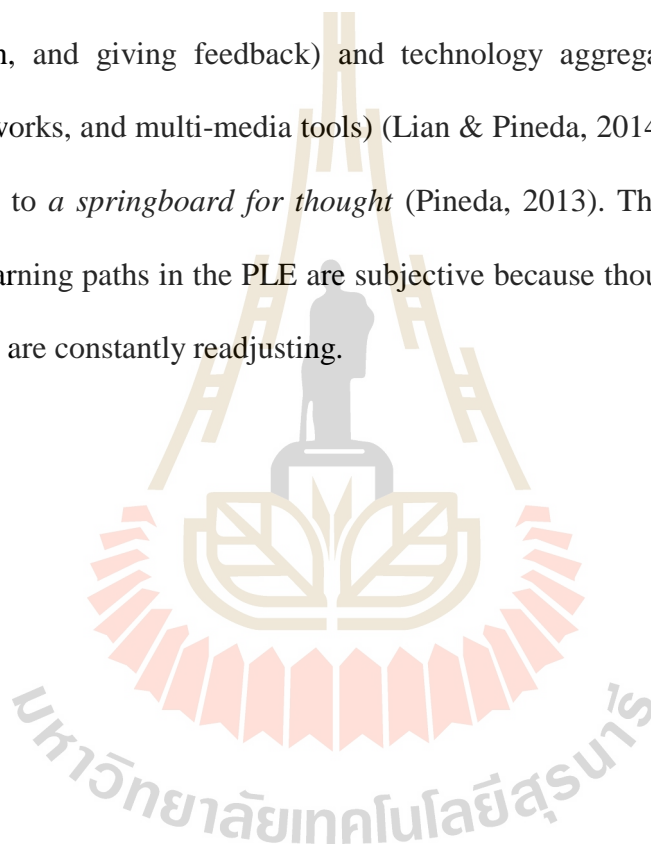 n, and giving feedback) and technology aggrega
works, and multi-media tools) (Lian & Pineda, 2014
to a springboard for thought (Pineda, 2013). Th
arning paths in the PLE are subjective because thou
are constantly readjusting.
มหาวิทยาลัยเทคโนโลยีสุรนารี